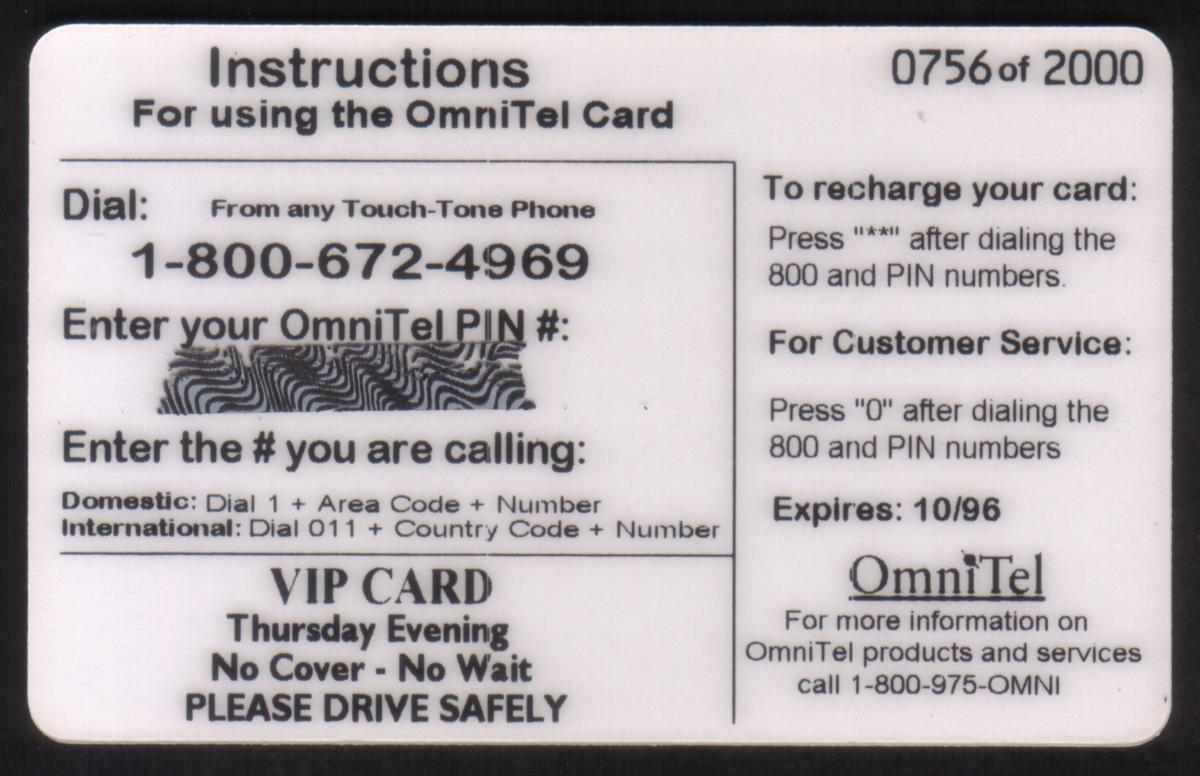 Instructions
For using the OmniTel Card
0756 of 2000
Dial: From any Touch-Tone Phone
1-800-672-4969
Enter your OmniTel PIN #:
Enter the # you are calling:
Domestic: Dial 1 + Area Code + Number
International: Dial 011 + Country Code + Number
VIP CARD
Thursday Evening
No Cover - No Wait
PLEASE DRIVE SAFELY
To recharge your card:
Press "**" after dialing the
800 and PIN numbers.
For Customer Service:
Press "0" after dialing the
800 and PIN numbers
Expires: 10/96
OmniTel
For more information on
OmniTel products and services
call 1-800-975-OMNI